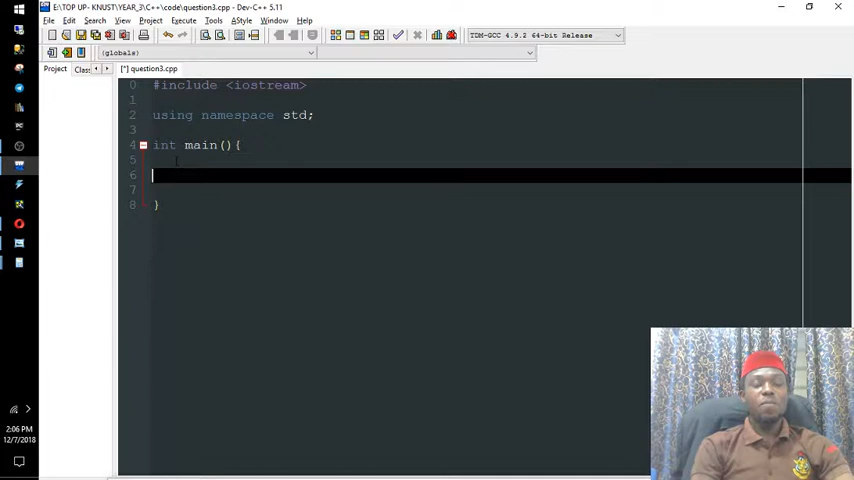 E:\TOP UP- KNUST\YEAR_3\C++\code\question3.cpp - Dev-C++ 5.11
File Edit Search View Project Execute Tools AStyle Window Help
TDM-GCC 4.9.2 64-bit Release
(globals)
Project Class [*] question3.cpp
0 #include <iostream>
1
2 using namespace std;
3
4 int main(){
5
6
7
8 }
2:06 PM
12/7/2018